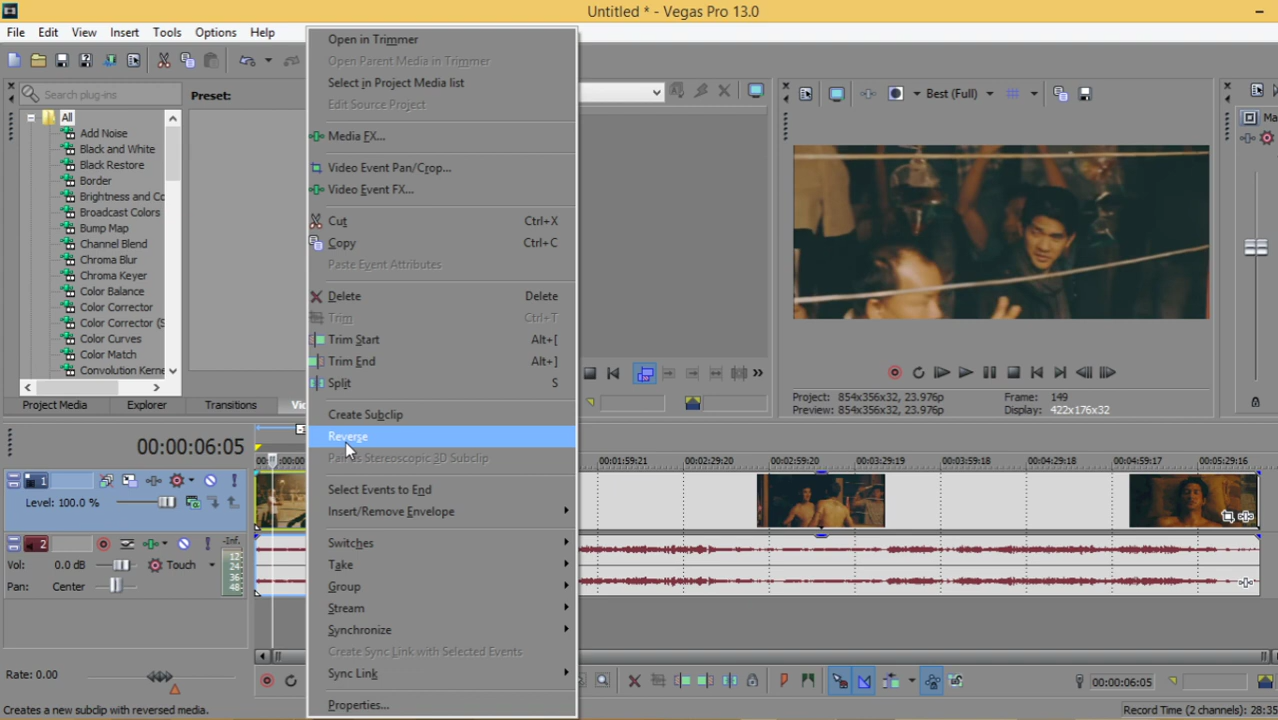 Untitled * - Vegas Pro 13.0
File Edit View Insert Tools Options Help
Search plug-ins
Preset:
All
Add Noise
Black and White
Black Restore
Border
Brightness and Co
Broadcast Colors
Bump Map
Channel Blend
Chroma Blur
Chroma Keyer
Color Balance
Color Corrector
Color Corrector (S
Color Curves
Color Match
Convolution Kerne
Project Media Explorer Transitions
Open in Trimmer
Open Parent Media in Trimmer
Select in Project Media list
Edit Source Project
Media FX...
Video Event Pan/Crop...
Video Event FX...
Cut Ctrl+X
Copy Ctrl+C
Paste Event Attributes
Delete Delete
Trim Ctrl+T
Trim Start Alt+[
Trim End Alt+]
Split S
Create Subclip
Reverse
Stereoscopic 3D Subclip
Select Events to End
Insert/Remove Envelope
Switches
Take
Group
Stream
Synchronize
Create Sync Link with Selected Events
Sync Link
Properties...
Best (Full)
Project: 854x356x32, 23.976p Frame: 149
Preview: 854x356x32, 23.976p Display: 422x176x32
00:00:06:05
00:01:59:21 00:02:29:20 00:02:59:20 00:03:29:19 00:03:59:18 00:04:29:18 00:04:59:17 00:05:29:16
1
Level: 100.0 %
2
-Inf.
12
24
36
48
Vol: 0.0 dB Touch
Pan: Center
Rate: 0.00
00:00:06:05
Creates a new subclip with reversed media.
Record Time (2 channels): 28:35